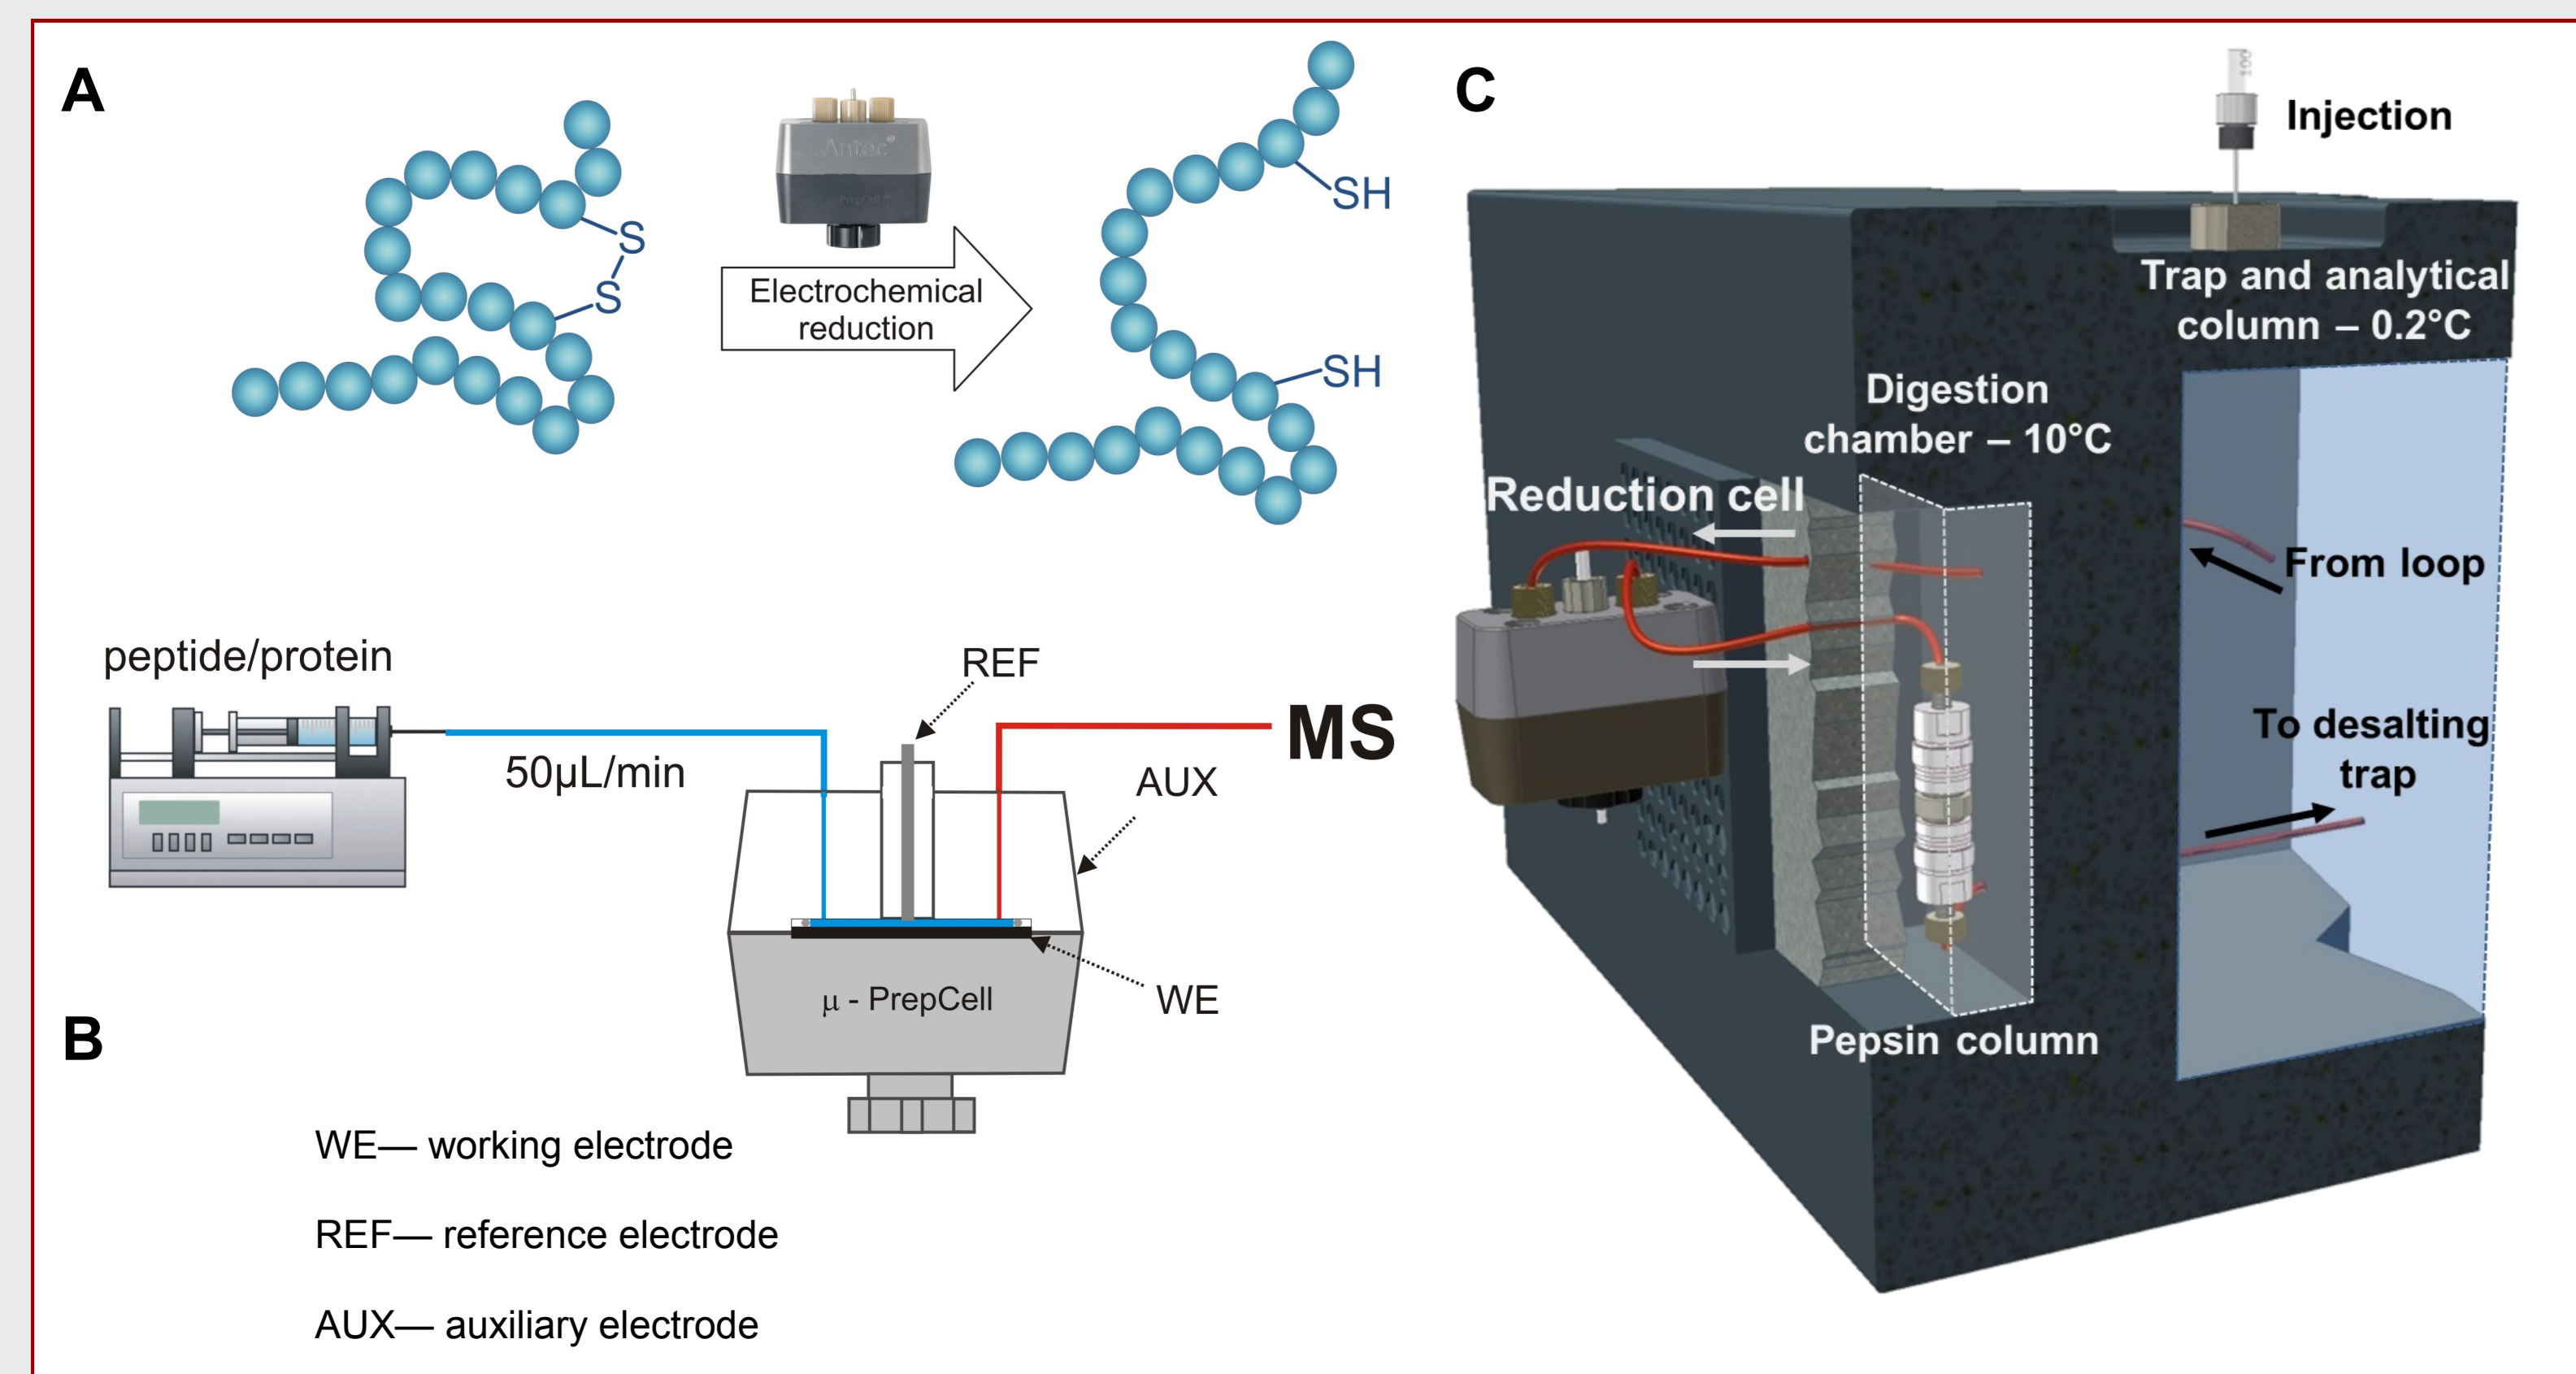 A
S
S
Antec
Electrochemical
reduction
SH
SH
peptide/protein
50µL/min
REF
MS
AUX
µ - PrepCell
WE
B
WE— working electrode
REF— reference electrode
AUX— auxiliary electrode
C
100
Injection
Trap and analytical
column – 0.2°C
Digestion
chamber – 10°C
Reduction cell
From loop
To desalting
trap
Pepsin column